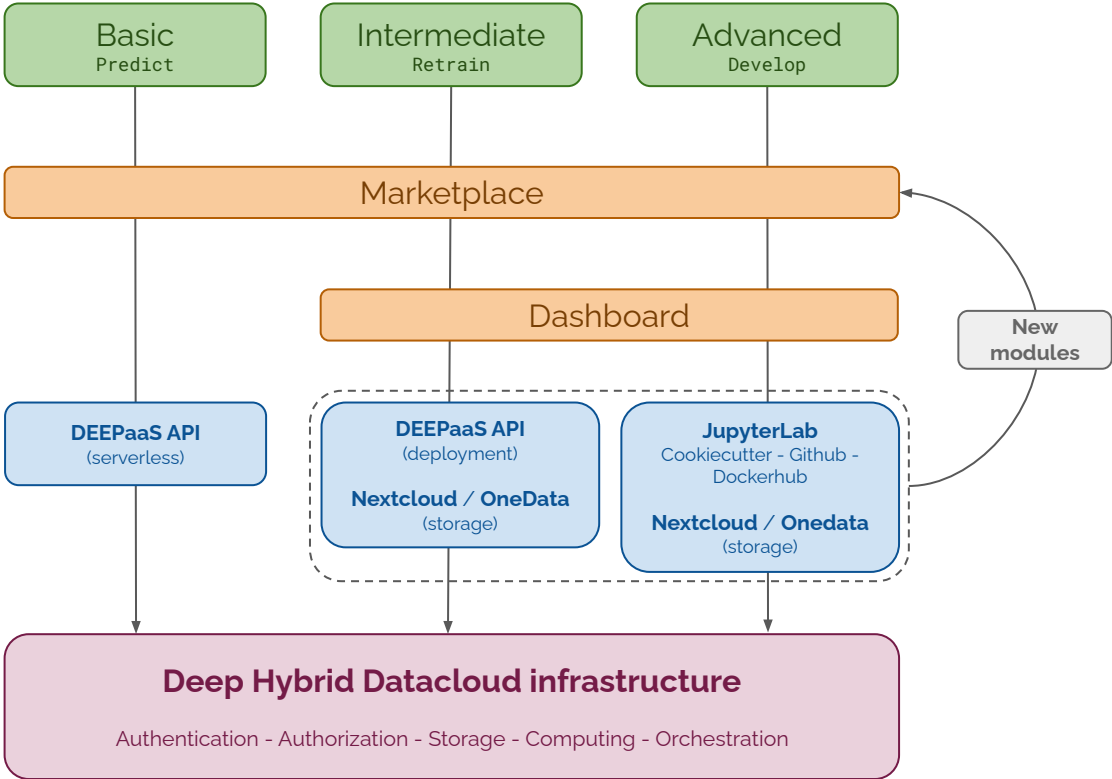 Basic
Predict
Intermediate
Retrain
Advanced
Develop
Marketplace
Dashboard
New
modules
DEEPaaS API
(serverless)
DEEPaaS API
(deployment)
Nextcloud / OneData
(storage)
JupyterLab
Cookiecutter - Github -
Dockerhub
Nextcloud / Onedata
(storage)
Deep Hybrid Datacloud infrastructure
Authentication - Authorization - Storage - Computing - Orchestration